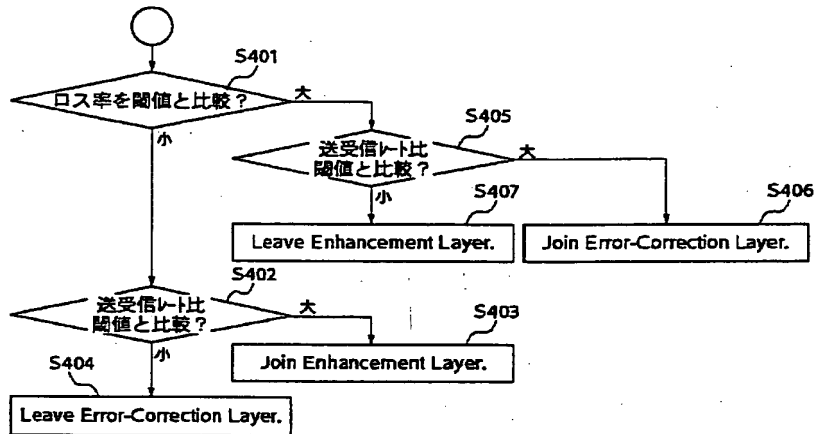 S401
ロス率を閾値と比較？
大
小
S405
送受信レート比
閾値と比較？
大
小
S407
Leave Enhancement Layer.
S406
Join Error-Correction Layer.
S402
送受信レート比
閾値と比較？
大
小
S403
Join Enhancement Layer.
S404
Leave Error-Correction Layer.